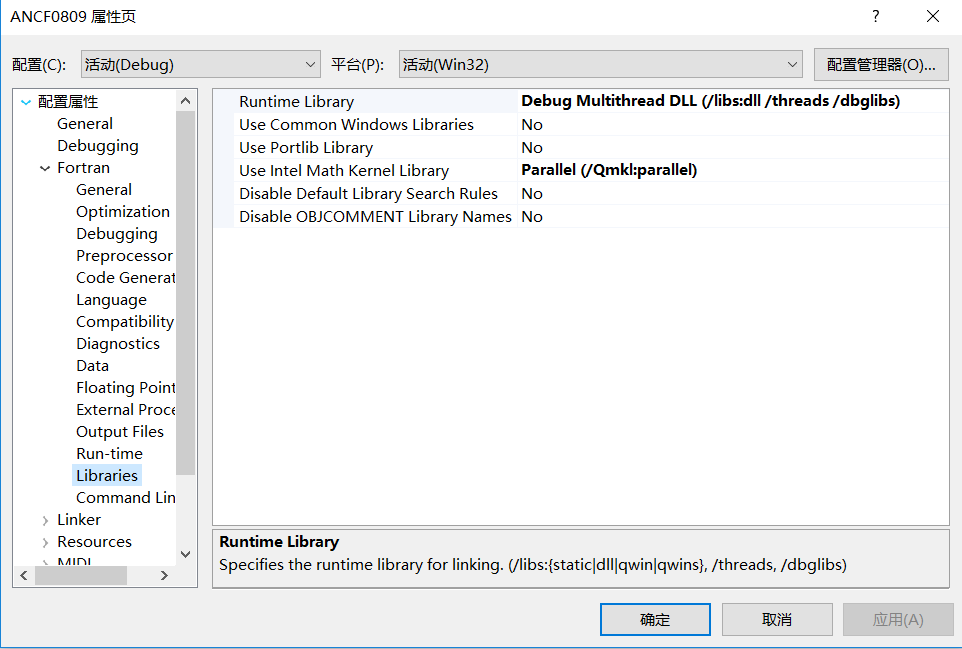 ANCF0809 属性页
配置(C): 活动(Debug) 平台(P): 活动(Win32) 配置管理器(O)...
配置属性
General
Debugging
Fortran
General
Optimization
Debugging
Preprocessor
Code Generat
Language
Compatibility
Diagnostics
Data
Floating Point
External Proce
Output Files
Run-time
Libraries
Command Lin
Linker
Resources
MIDL
Runtime Library Debug Multithread DLL (/libs:dll /threads /dbglibs)
Use Common Windows Libraries No
Use Portlib Library No
Use Intel Math Kernel Library Parallel (/Qmkl:parallel)
Disable Default Library Search Rules No
Disable OBJCOMMENT Library Names No
Runtime Library
Specifies the runtime library for linking. (/libs:{static|dll|qwin|qwins}, /threads, /dbglibs)
确定 取消 应用(A)